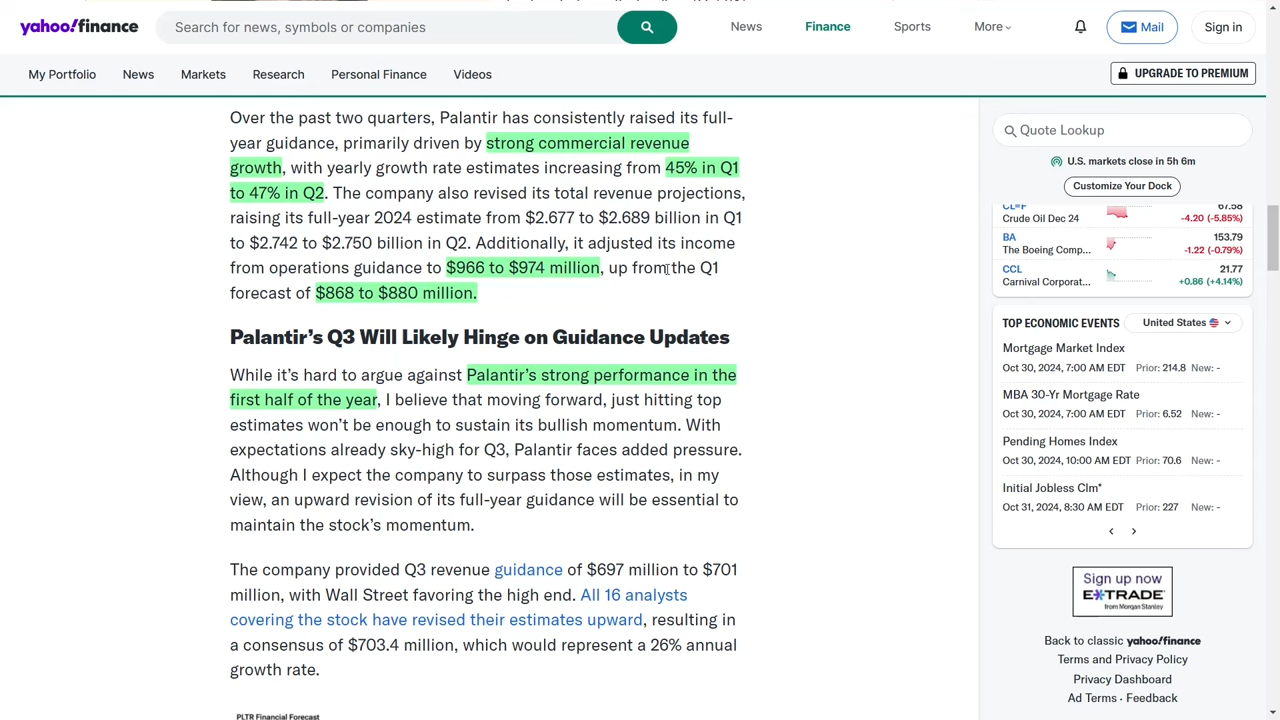 yahoo!finance
Search for news, symbols or companies
News
Finance
Sports
More
Mail
Sign in
My Portfolio
News
Markets
Research
Personal Finance
Videos
UPGRADE TO PREMIUM
Over the past two quarters, Palantir has consistently raised its full-
year guidance, primarily driven by strong commercial revenue
growth, with yearly growth rate estimates increasing from 45% in Q1
to 47% in Q2. The company also revised its total revenue projections,
raising its full-year 2024 estimate from $2.677 to $2.689 billion in Q1
to $2.742 to $2.750 billion in Q2. Additionally, it adjusted its income
from operations guidance to $966 to $974 million, up from the Q1
forecast of $868 to $880 million.
Palantir’s Q3 Will Likely Hinge on Guidance Updates
While it’s hard to argue against Palantir’s strong performance in the
first half of the year, I believe that moving forward, just hitting top
estimates won’t be enough to sustain its bullish momentum. With
expectations already sky-high for Q3, Palantir faces added pressure.
Although I expect the company to surpass those estimates, in my
view, an upward revision of its full-year guidance will be essential to
maintain the stock’s momentum.
The company provided Q3 revenue guidance of $697 million to $701
million, with Wall Street favoring the high end. All 16 analysts
covering the stock have revised their estimates upward, resulting in
a consensus of $703.4 million, which would represent a 26% annual
growth rate.
PLTR Financial Forecast
Quote Lookup
U.S. markets close in 5h 6m
Customize Your Dock
CL=F 67.58
Crude Oil Dec 24 -4.20 (-5.85%)
BA 153.79
The Boeing Comp... -1.22 (-0.79%)
CCL 21.77
Carnival Corporat... +0.86 (+4.14%)
TOP ECONOMIC EVENTS United States
Mortgage Market Index
Oct 30, 2024, 7:00 AM EDT Prior: 214.8 New: -
MBA 30-Yr Mortgage Rate
Oct 30, 2024, 7:00 AM EDT Prior: 6.52 New: -
Pending Homes Index
Oct 30, 2024, 10:00 AM EDT Prior: 70.6 New: -
Initial Jobless Clm*
Oct 31, 2024, 8:30 AM EDT Prior: 227 New: -
Sign up now
E*TRADE
from Morgan Stanley
Back to classic yahoo!finance
Terms and Privacy Policy
Privacy Dashboard
Ad Terms · Feedback